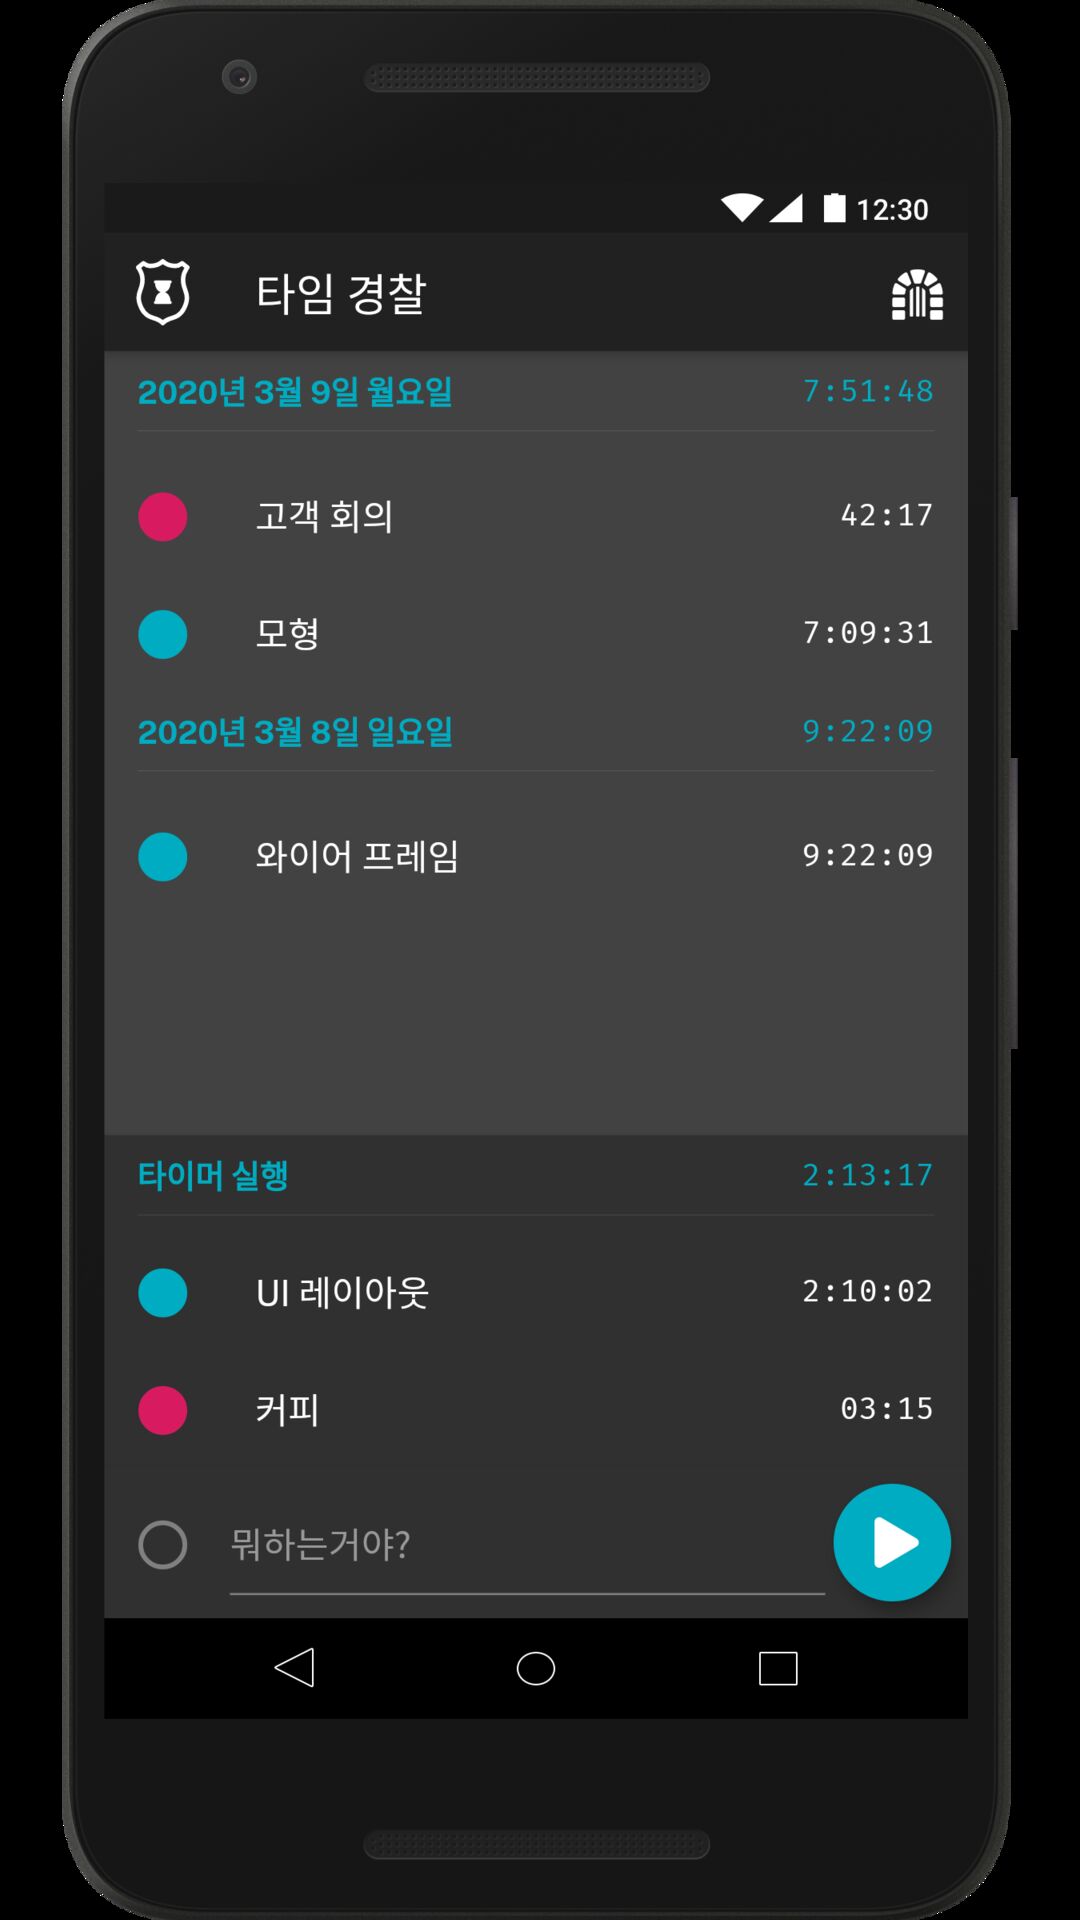 12:30
타임 경찰
2020년 3월 9일 월요일 7:51:48
고객 회의 42:17
모형 7:09:31
2020년 3월 8일 일요일 9:22:09
와이어 프레임 9:22:09
타이머 실행 2:13:17
UI 레이아웃 2:10:02
커피 03:15
뭐하는거야?